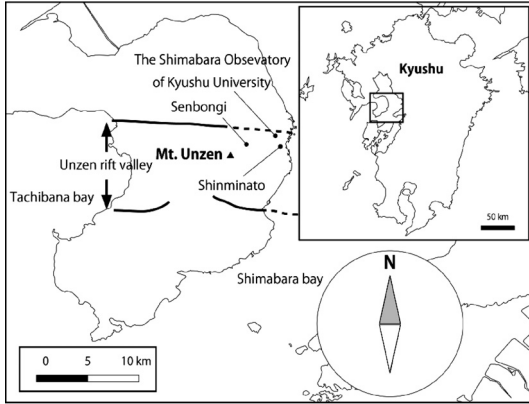 The Shimabara Obsevatory
of Kyushu University
Senbongi
Mt. Unzen
Unzen rift valley
Shinminato
Tachibana bay
Shimabara bay
Kyushu
50 km
N
0 5 10 km